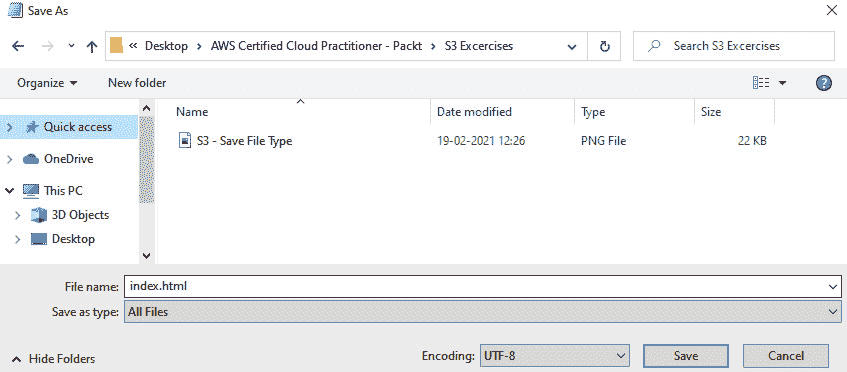 Save As
« Desktop > AWS Certified Cloud Practitioner - Packt > S3 Excercises
Search S3 Excercises
Organize
New folder
Name Date modified Type Size
Quick access
S3 - Save File Type 19-02-2021 12:26 PNG File 22 KB
OneDrive
This PC
3D Objects
Desktop
File name: index.html
Save as type: All Files
Hide Folders
Encoding: UTF-8
Save
Cancel